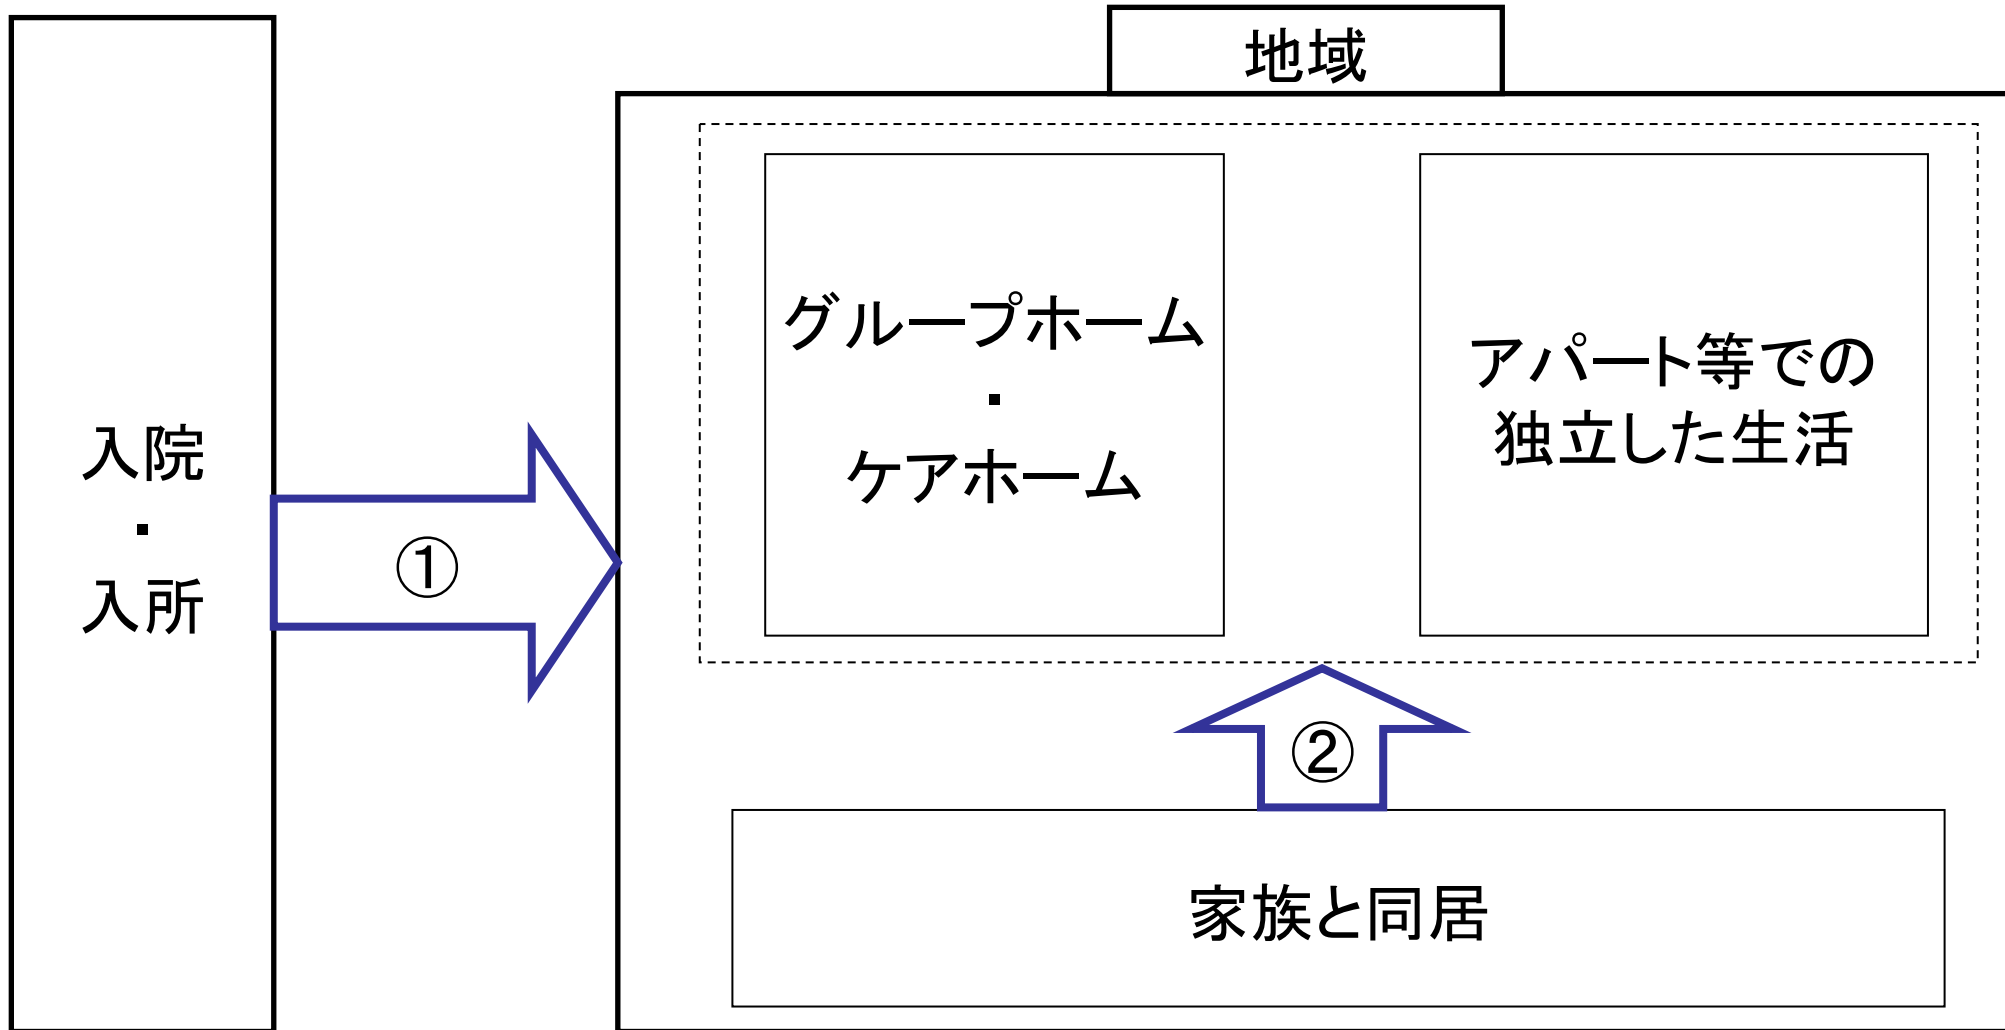 地域
入院
・
入所
①
グループホーム
・
ケアホーム
アパート等での
独立した生活
②
家族と同居